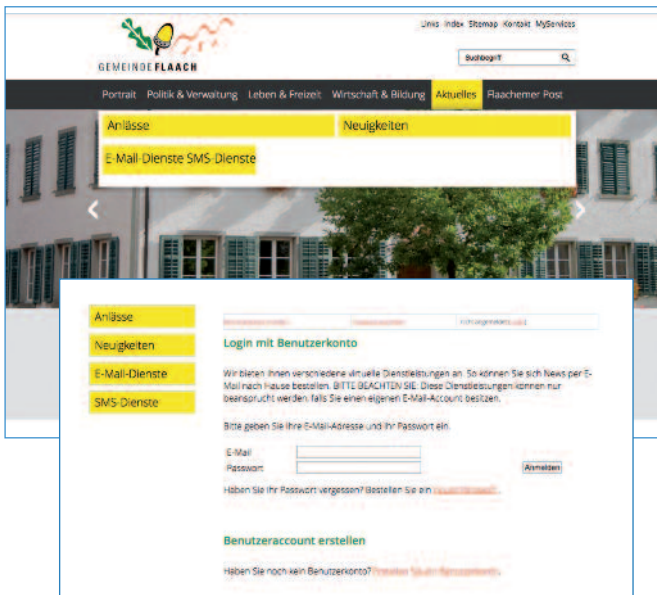 Links Index Sitemap Kontakt MyServices
GEMEINDE FLAACH
Suchbegriff
Portrait Politik & Verwaltung Leben & Freizeit Wirtschaft & Bildung Aktuelles Flaachemer Post
Anlässe Neuigkeiten
E-Mail-Dienste SMS-Dienste
Anlässe
Neuigkeiten
E-Mail-Dienste
SMS-Dienste
Login mit Benutzerkonto
Wir bieten Ihnen verschiedene virtuelle Dienstleistungen an. So können Sie sich News per E-
Mail nach Hause bestellen. BITTE BEACHTEN SIE: Diese Dienstleistungen können nur
beansprucht werden, falls Sie einen eigenen E-Mail-Account besitzen.
Bitte geben Sie Ihre E-Mail-Adresse und Ihr Passwort ein.
E-Mail
Passwort Anmelden
Haben Sie Ihr Passwort vergessen? Bestellen Sie ein
Benutzeraccount erstellen
Haben Sie noch kein Benutzerkonto?